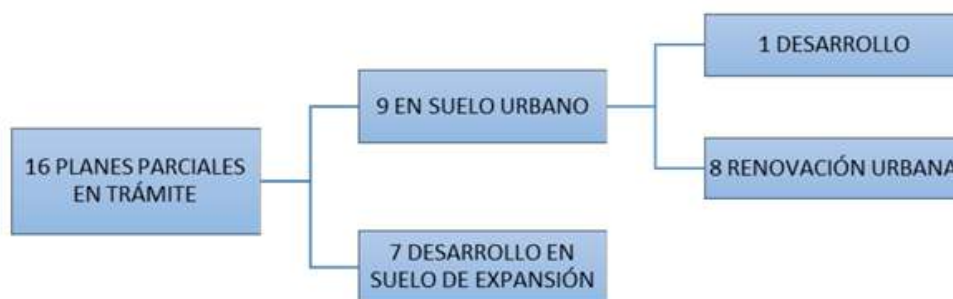 16 PLANES PARCIALES
EN TRÁMITE
9 EN SUELO URBANO
7 DESARROLLO EN
SUELO DE EXPANSIÓN
1 DESARROLLO
8 RENOVACIÓN URBANA